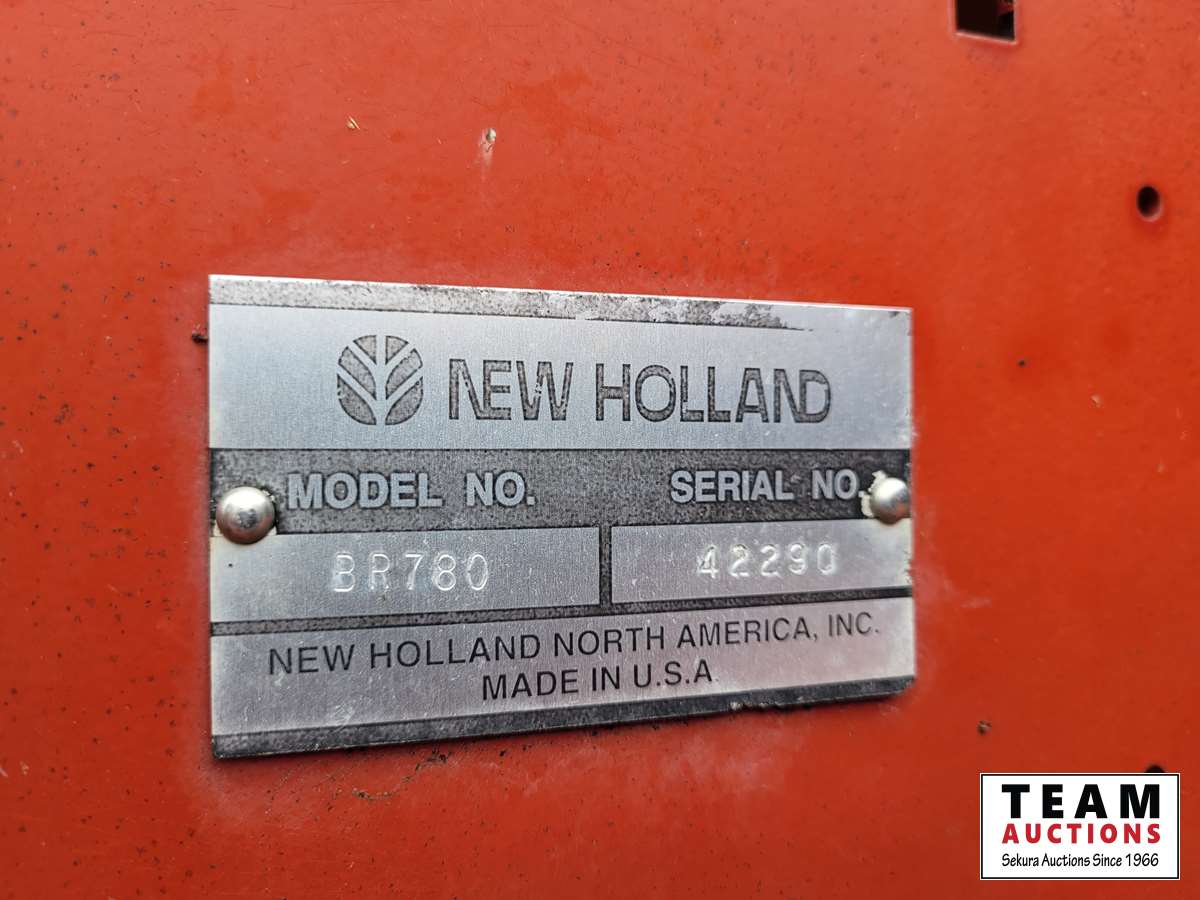 NEW HOLLAND
MODEL NO. SERIAL NO.
BR780 42290
NEW HOLLAND NORTH AMERICA, INC.
MADE IN U.S.A
TEAM
AUCTIONS
Sekura Auctions Since 1966